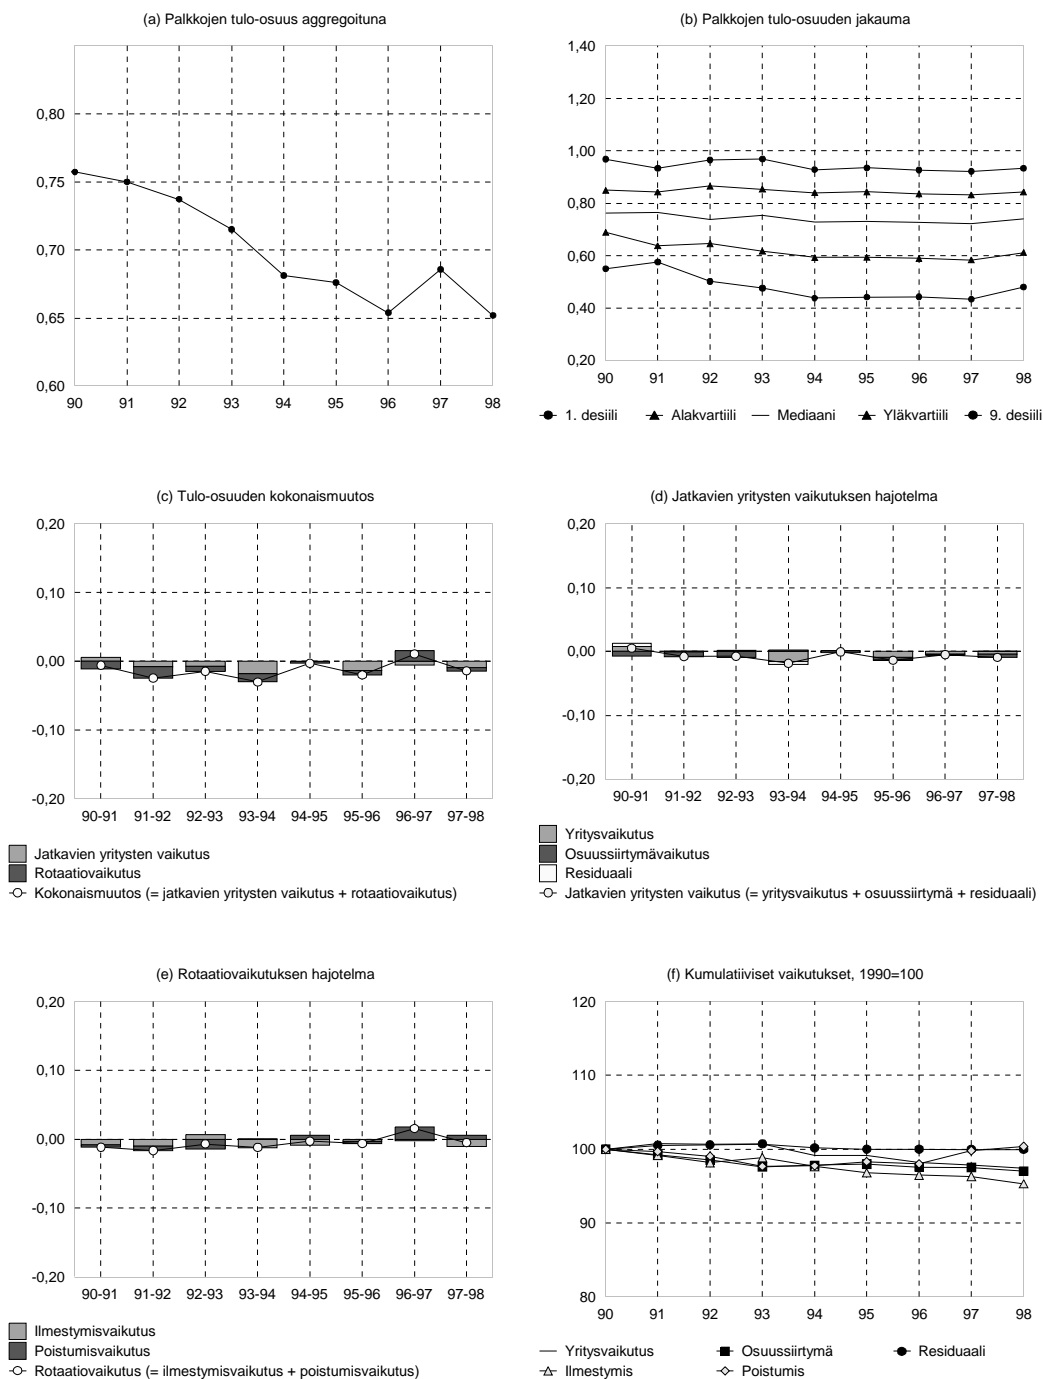 (a) Palkkojen tulo-osuus aggregoituna
0,80
0,75
0,70
0,65
0,60
90 91 92 93 94 95 96 97 98
(b) Palkkojen tulo-osuuden jakauma
1,40
1,20
1,00
0,80
0,60
0,40
0,20
90 91 92 93 94 95 96 97 98
1. desiili Alakvartiili Mediaani Yläkvartiili 9. desiili
(c) Tulo-osuuden kokonaismuutos
0,20
0,10
0,00
-0,10
-0,20
90-91 91-92 92-93 93-94 94-95 95-96 96-97 97-98
Jatkavien yritysten vaikutus
Rotaatiovaikutus
Kokonaismuutos (= jatkavien yritysten vaikutus + rotaatiovaikutus)
(d) Jatkavien yritysten vaikutuksen hajotelma
0,20
0,10
0,00
-0,10
-0,20
90-91 91-92 92-93 93-94 94-95 95-96 96-97 97-98
Yritysvaikutus
Osuussiirtymävaikutus
Residuaali
Jatkavien yritysten vaikutus (= yritysvaikutus + osuussiirtymä + residuaali)
(e) Rotaatiovaikutuksen hajotelma
0,20
0,10
0,00
-0,10
-0,20
90-91 91-92 92-93 93-94 94-95 95-96 96-97 97-98
Ilmestymisvaikutus
Poistumisvaikutus
Rotaatiovaikutus (= ilmestymisvaikutus + poistumisvaikutus)
(f) Kumulatiiviset vaikutukset, 1990=100
120
110
100
90
80
90 91 92 93 94 95 96 97 98
Yritysvaikutus Osuussiirtymä Residuaali
Ilmestymis Poistumis